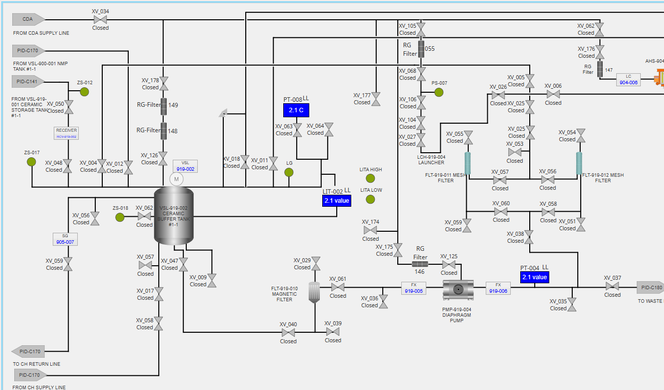 CDA
FROM CDA SUPPLY LINE
XV_034
Closed
PID-C170
FROM VSL-900-001 NMP
TANK #1-1
PID-C141
FROM VSL-919-
001 CERAMIC
STORAGE TANK
#1-1
ZS-012
XV_050
Closed
RECEIVER
ZS-017
XV_048
Closed
XV_004
Closed
XV_012
Closed
XV_178
Closed
RG-Filter
149
RG-Filter
148
XV_126
Closed
VSL
919-002
M
VSL-919-002
CERAMIC
BUFFER TANK
#1-1
XV_018
Closed
XV_011
Closed
PT-003
LL
2.1 C
XV_063
Closed
XV_064
Closed
LG
LIT-002
LL
2.1 value
LITA HIGH
LITA LOW
XV_177
Closed
XV_105
Closed
RG
Filter
055
XV_068
Closed
PS-007
XV_106
Closed
XV_104
Closed
XV_027
Closed
LCH-919-004
LAUNCHER
XV_062
Closed
XV_176
Closed
RG
Filter
147
LC
904-006
AHS-904
XV_005
Closed
XV_026
Closed
XV_006
Closed
XV_025
Closed
XV_025
Closed
XV_053
Closed
XV_055
Closed
XV_054
Closed
FLT-919-011 MESH
FILTER
FLT-919-012 MESH
FILTER
XV_057
Closed
XV_056
Closed
XV_060
Closed
XV_058
Closed
XV_059
Closed
XV_051
Closed
XV_038
Closed
XV_056
Closed
ZS-018
XV_062
Closed
SG
905-007
XV_059
Closed
XV_057
Closed
XV_047
Closed
XV_009
Closed
XV_017
Closed
XV_058
Closed
XV_174
Closed
XV_175
Closed
RG
Filter
146
XV_125
Closed
XV_029
Closed
FLT-919-010
MAGNETIC
FILTER
XV_061
Closed
XV_036
Closed
FX
919-005
PMP-919-004
DIAPHRAGM
PUMP
FX
919-006
PT-004
LL
2.1 value
XV_035
Closed
XV_037
Closed
PID-C180
TO WASTE
XV_040
Closed
XV_039
Closed
PID-C170
TO CH RETURN LINE
PID-C170
FROM CH SUPPLY LINE